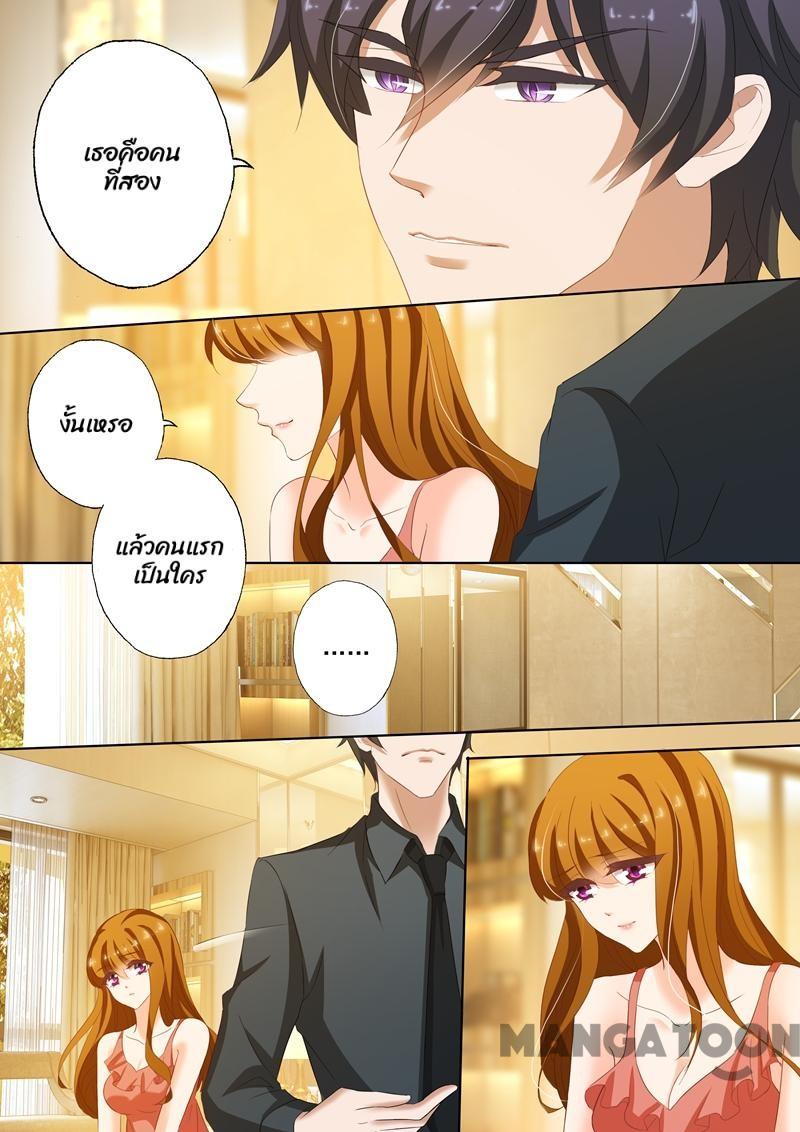 เธอคือคน
ที่สอง
งั้นเหรอ
แล้วคนแรก
เป็นใคร
......
MANGATOON